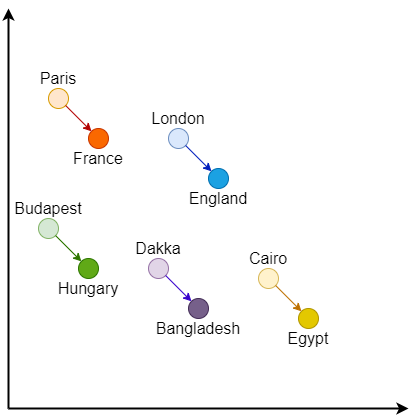 Paris
France
London
England
Budapest
Hungary
Dakka
Bangladesh
Cairo
Egypt